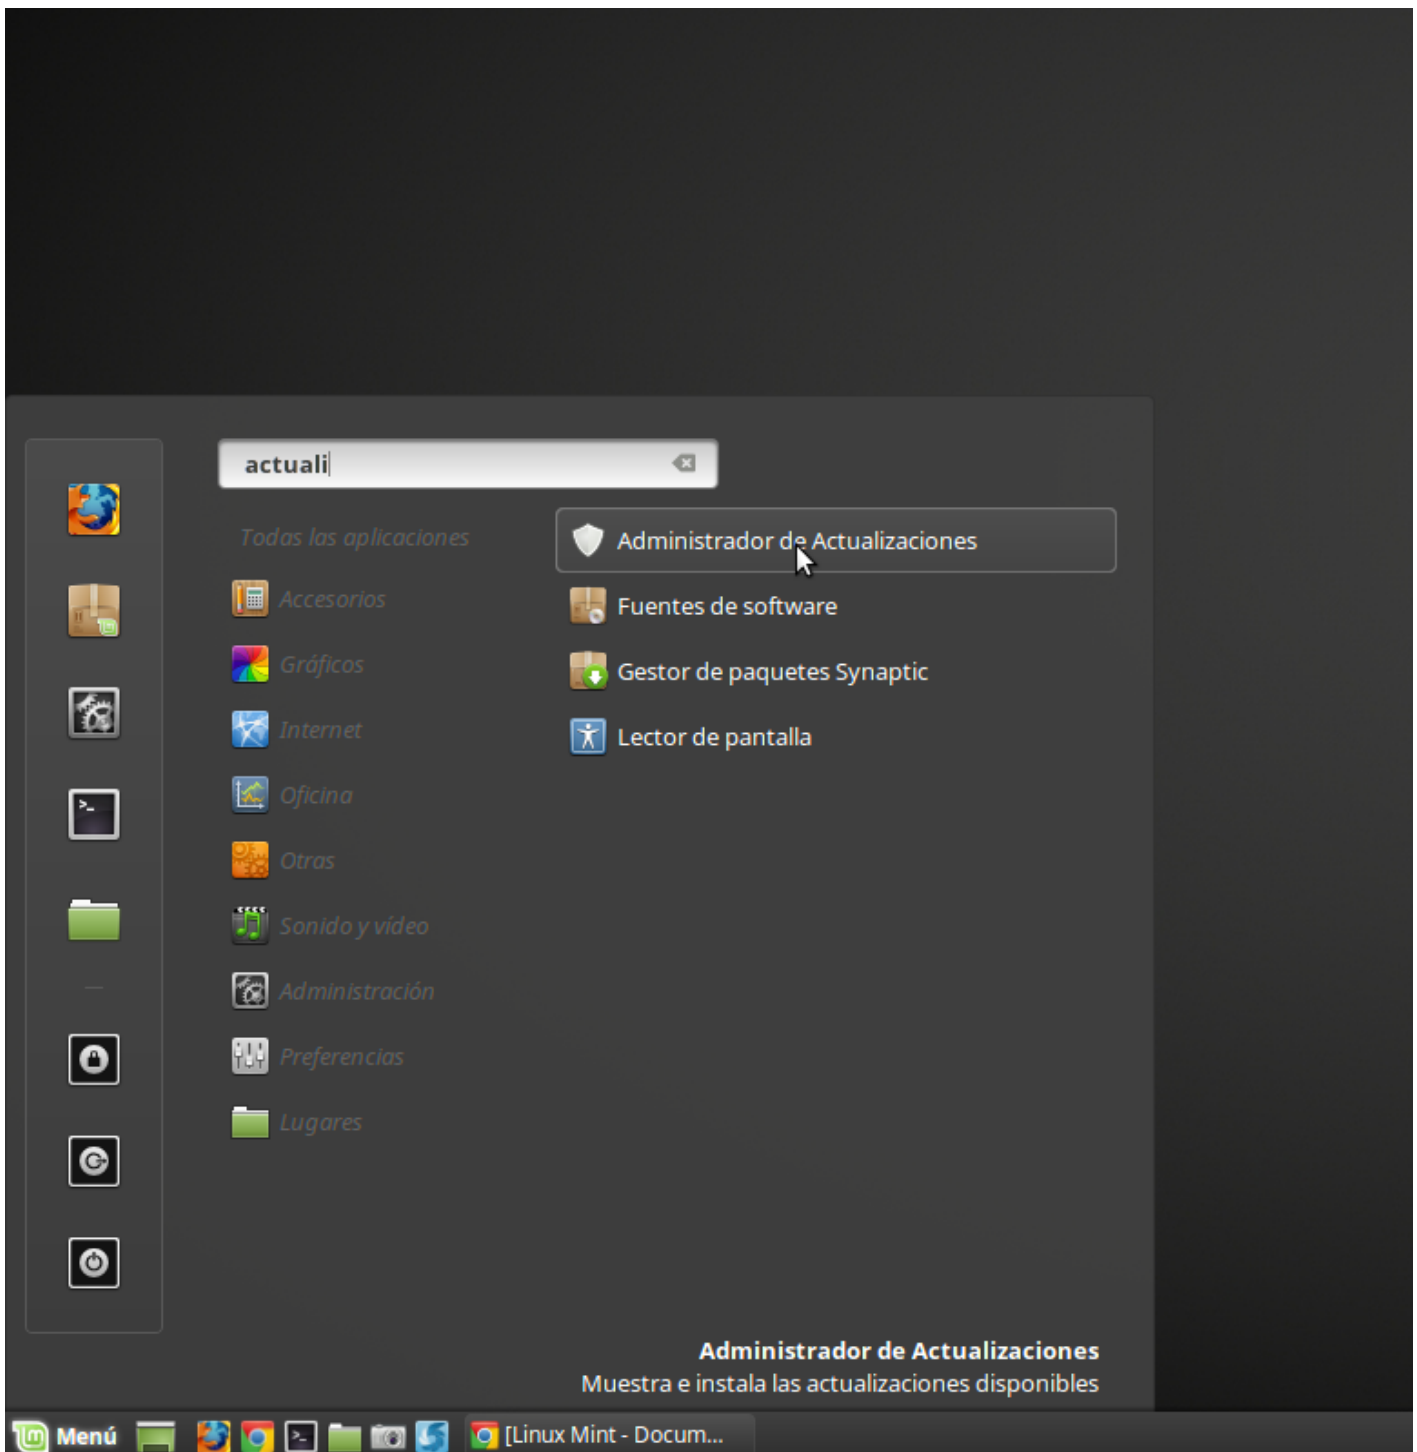 actuali
Todas las aplicaciones
Accesorios
Gráficos
Internet
Oficina
Otras
Sonido y vídeo
Administración
Preferencias
Lugares
Administrador de Actualizaciones
Fuentes de software
Gestor de paquetes Synaptic
Lector de pantalla
Administrador de Actualizaciones
Muestra e instala las actualizaciones disponibles
Menú
[Linux Mint - Docum...